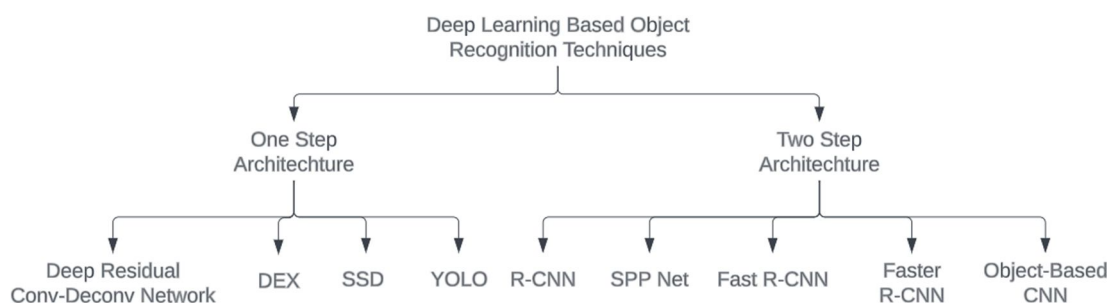 Deep Learning Based Object
Recognition Techniques
One Step
Architechture
Two Step
Architechture
Deep Residual
Conv-Deconv Network
DEX
SSD
YOLO
R-CNN
SPP Net
Fast R-CNN
Faster
R-CNN
Object-Based
CNN